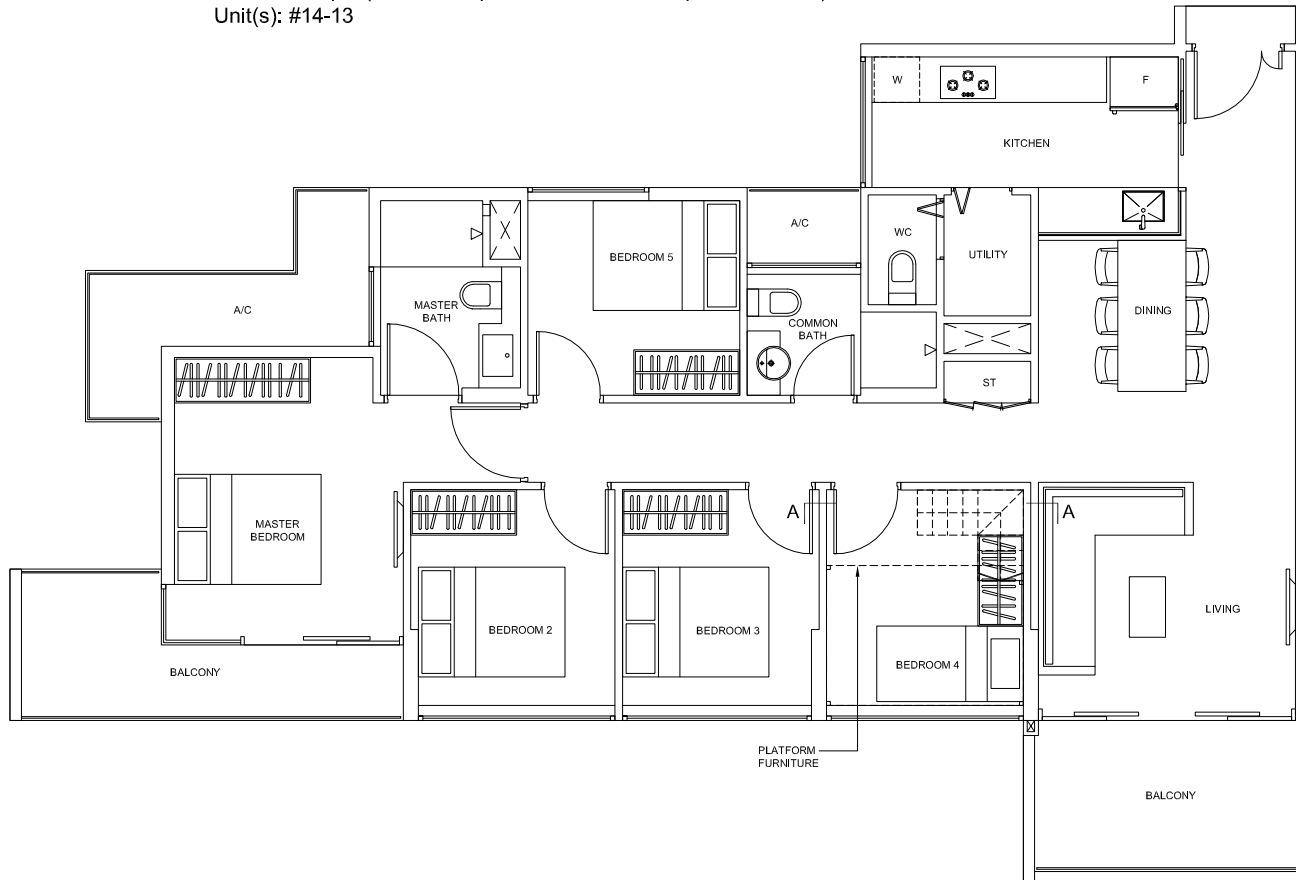 Unit(s): #14-13
W
F
KITCHEN
A/C
WC
BEDROOM 5
UTILITY
A/C
MASTER
BATH
COMMON
BATH
DINING
ST
MASTER
BEDROOM
A
A
BEDROOM 2
BEDROOM 3
LIVING
BEDROOM 4
BALCONY
PLATFORM
FURNITURE
BALCONY